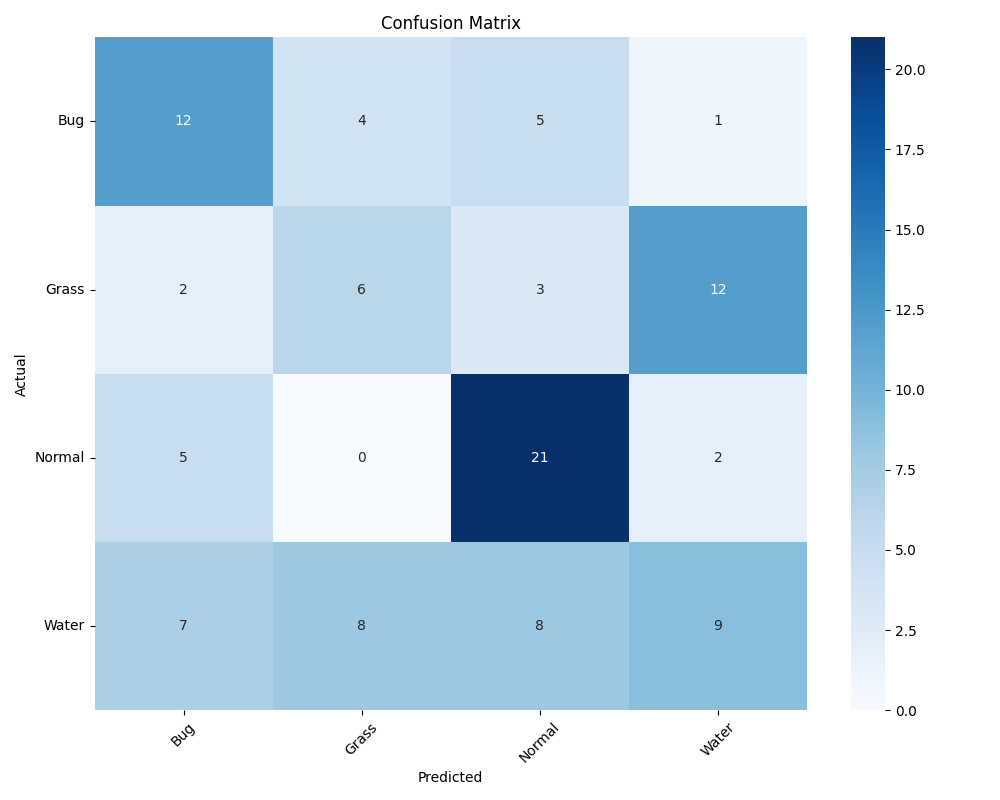 Confusion Matrix
Actual
Bug 12 4 5 1
Grass 2 6 3 12
Normal 5 0 21 2
Water 7 8 8 9
Bug Grass Normal Water
Predicted
20.0
17.5
15.0
12.5
10.0
7.5
5.0
2.5
0.0